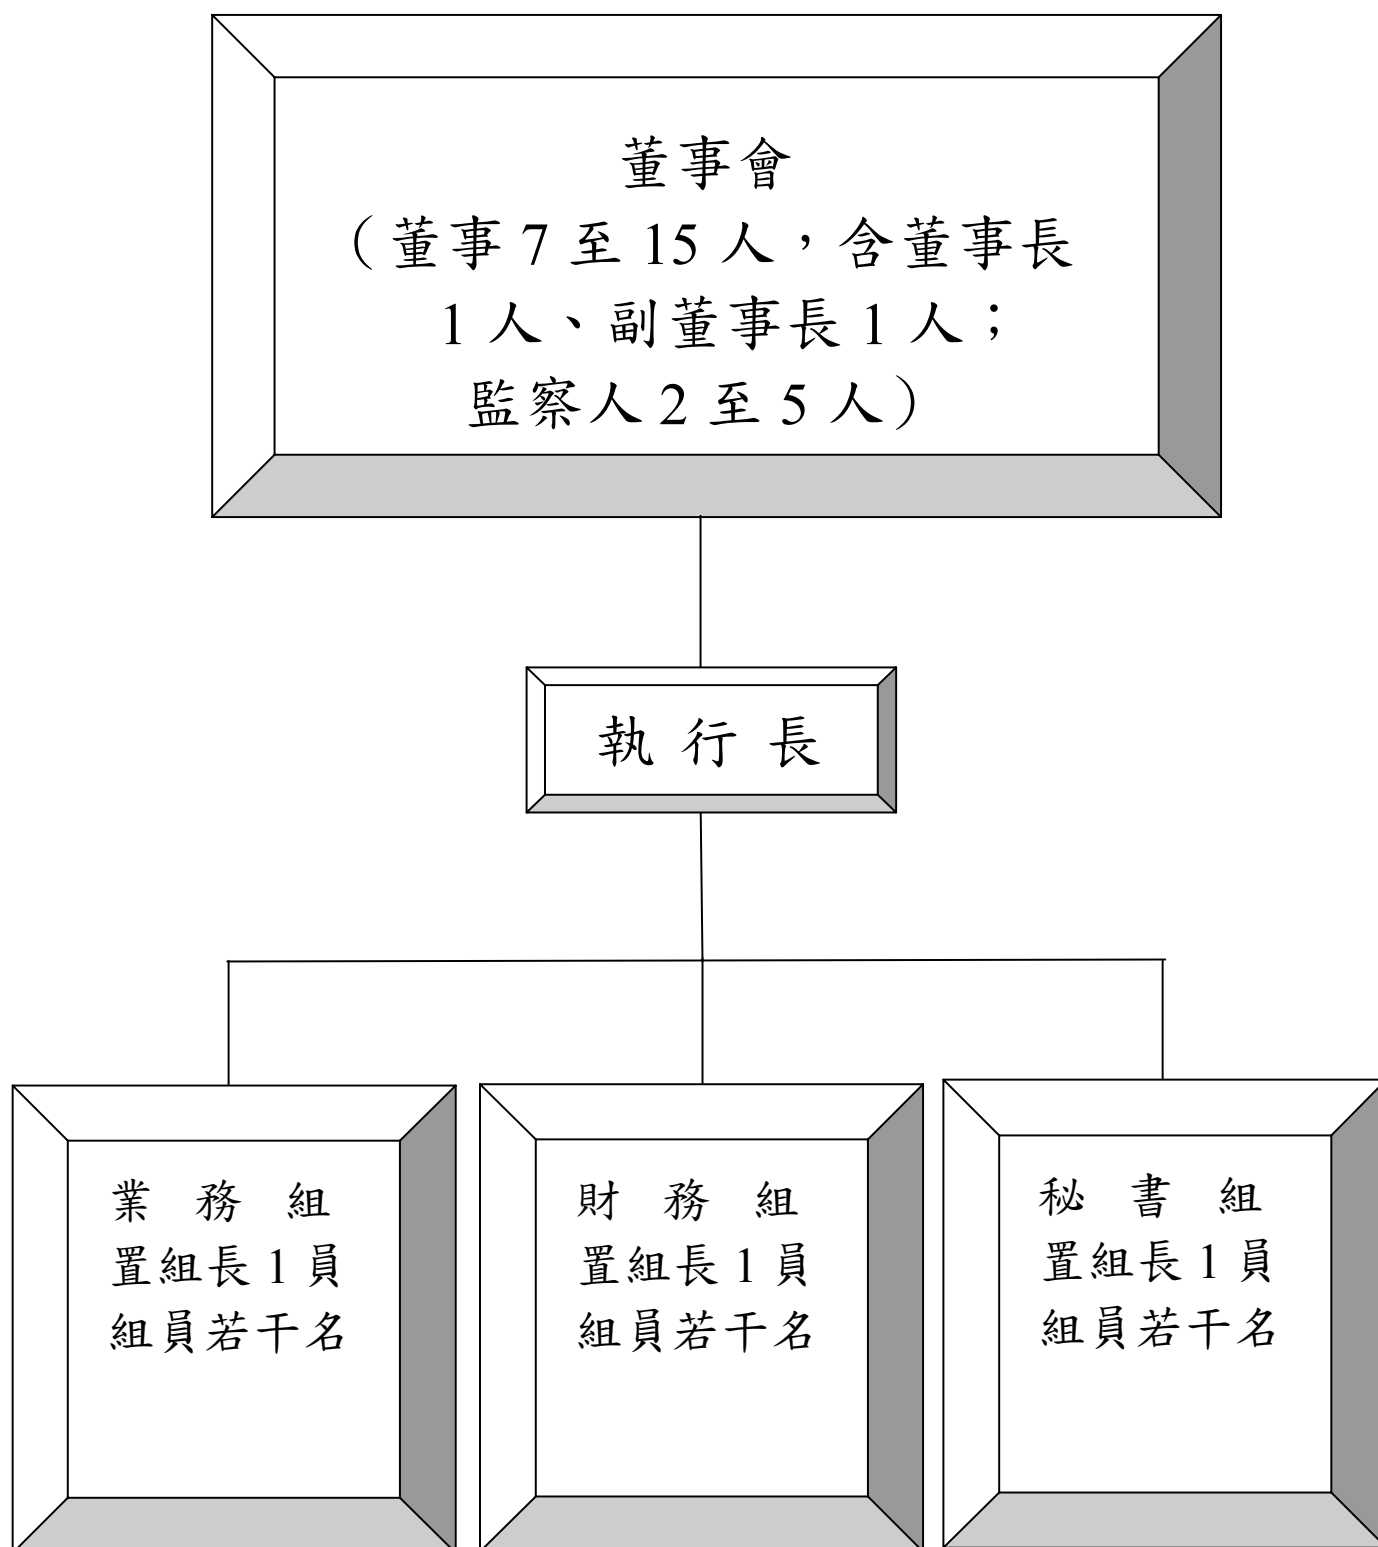 董事會
（董事 7 至 15 人，含董事長
1 人、副董事長 1 人；
監察人 2 至 5 人）
執 行 長
業 務 組
置組長 1 員
組員若干名
財 務 組
置組長 1 員
組員若干名
秘 書 組
置組長 1 員
組員若干名